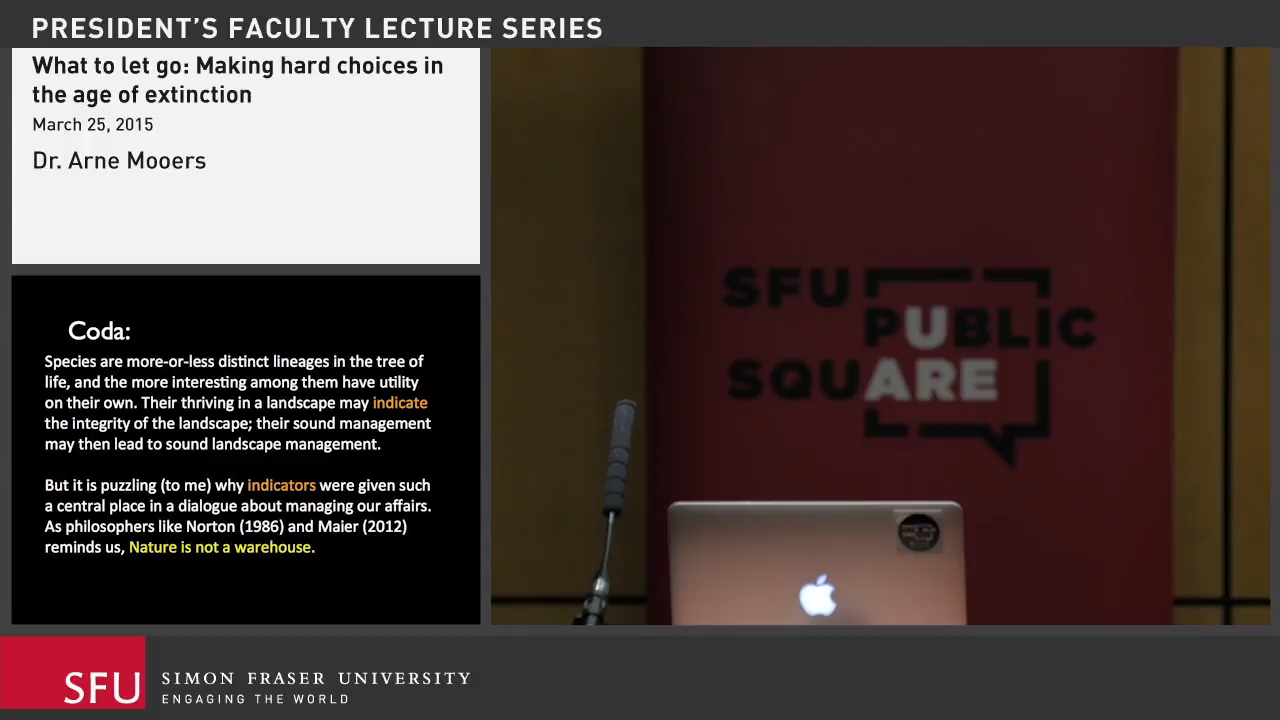 PRESIDENT'S FACULTY LECTURE SERIES
What to let go: Making hard choices in
the age of extinction
March 25, 2015
Dr. Arne Mooers
Coda:
Species are more-or-less distinct lineages in the tree of
life, and the more interesting among them have utility
on their own. Their thriving in a landscape may indicate
the integrity of the landscape; their sound management
may then lead to sound landscape management.
But it is puzzling (to me) why indicators were given such
a central place in a dialogue about managing our affairs.
As philosophers like Norton (1986) and Maier (2012)
reminds us, Nature is not a warehouse.
SFU
PUBLIC
SQUARE
SFU
SIMON FRASER UNIVERSITY
ENGAGING THE WORLD